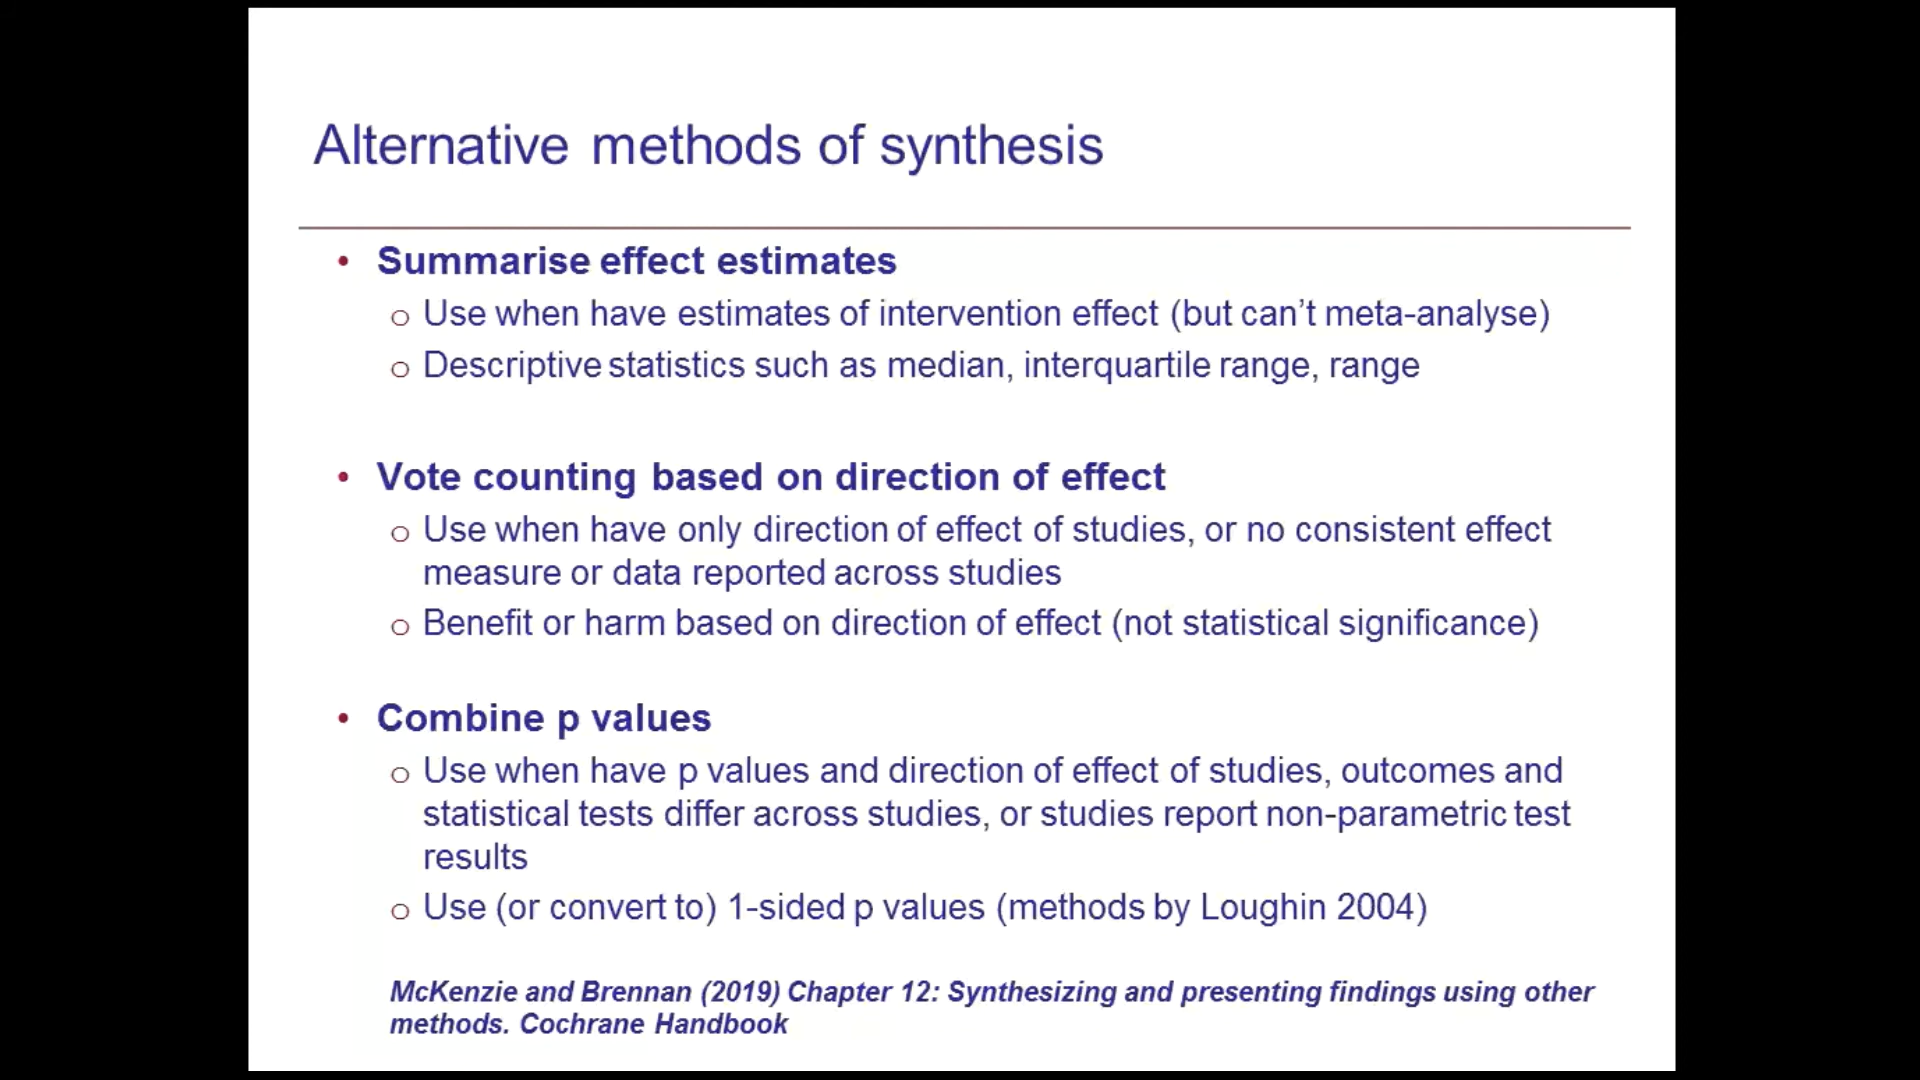 Alternative methods of synthesis
• Summarise effect estimates
o Use when have estimates of intervention effect (but can’t meta-analyse)
o Descriptive statistics such as median, interquartile range, range
• Vote counting based on direction of effect
o Use when have only direction of effect of studies, or no consistent effect
measure or data reported across studies
o Benefit or harm based on direction of effect (not statistical significance)
• Combine p values
o Use when have p values and direction of effect of studies, outcomes and
statistical tests differ across studies, or studies report non-parametric test
results
o Use (or convert to) 1-sided p values (methods by Loughin 2004)
McKenzie and Brennan (2019) Chapter 12: Synthesizing and presenting findings using other
methods. Cochrane Handbook